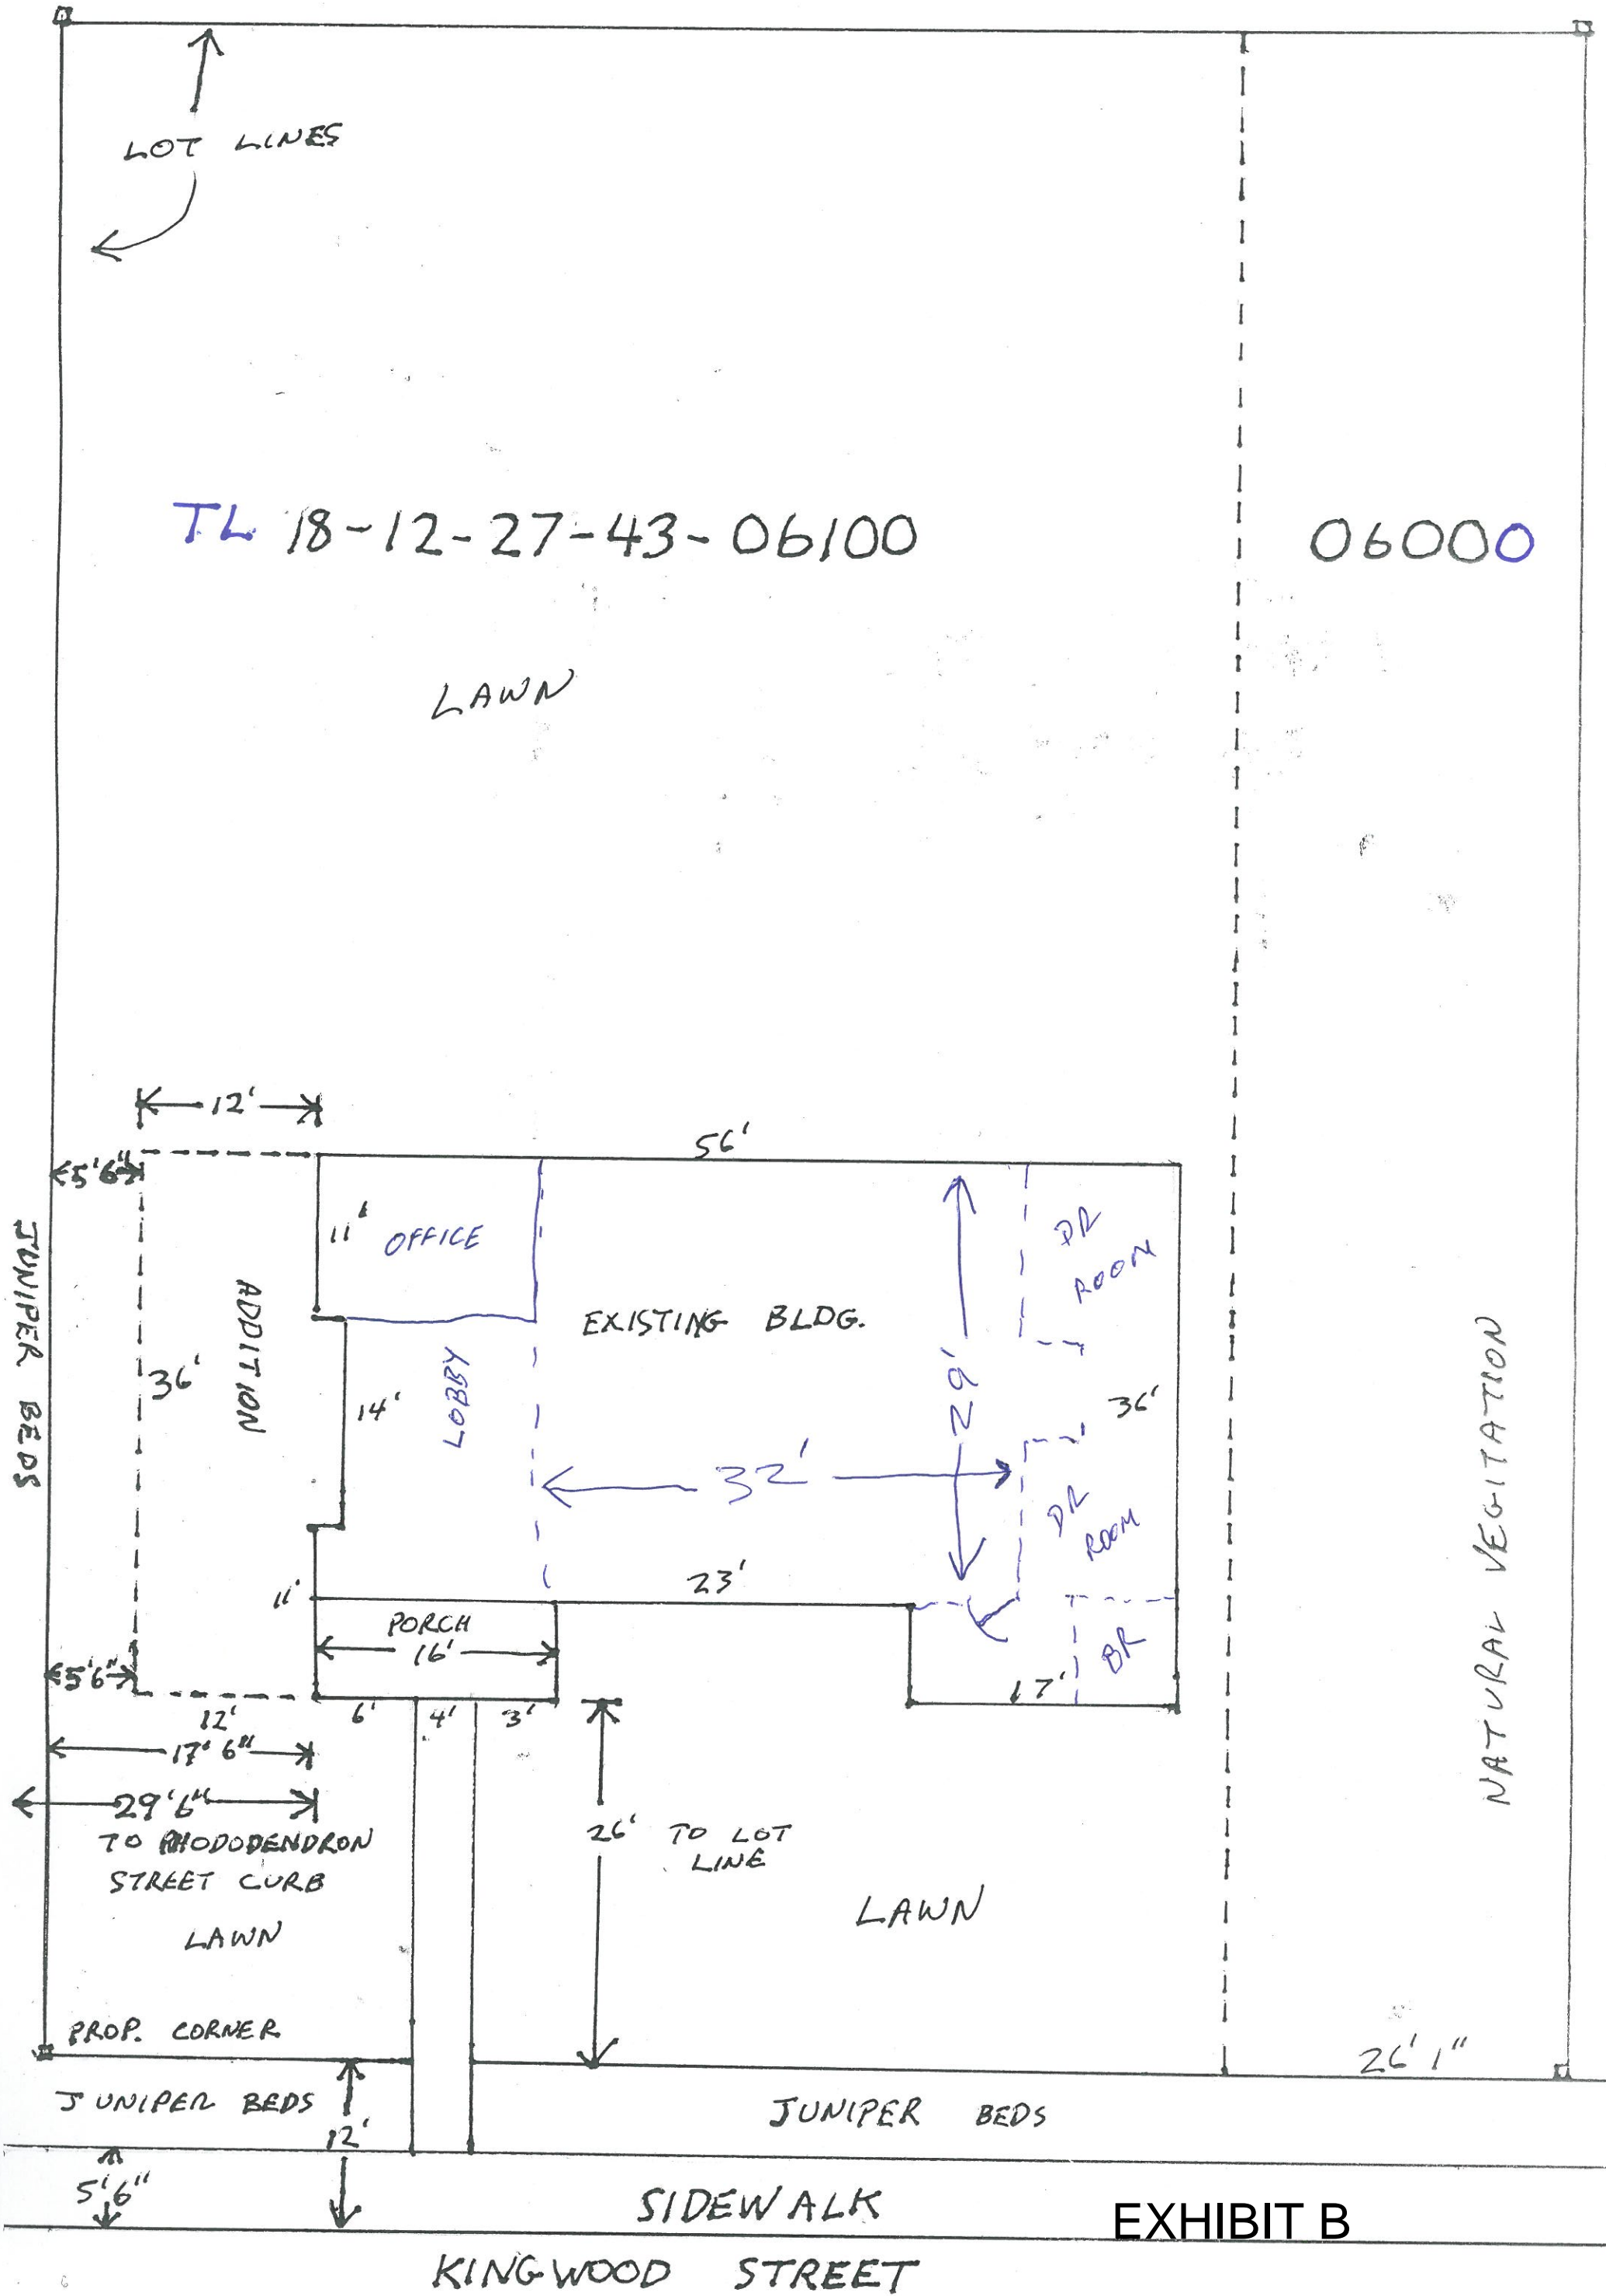 LOT LINES
TL 18-12-27-43-06100
06000
LAWN
12'
56'
5'6"
11'
OFFICE
DR
ROOM
JUNIPER BEDS
ADDITION
36'
14'
LOBBY
EXISTING BLDG.
29'
36'
32'
DR
ROOM
NATURAL VEGITATION
11'
23'
PORCH
16'
BR
5'6"
17'
12'
6'
4'
3'
17'6"
29'6"
TO RHODODENDRON
STREET CURB
26' TO LOT
LINE
LAWN
LAWN
PROP. CORNER
26'1"
JUNIPER BEDS
JUNIPER BEDS
12'
5'6"
SIDEWALK
EXHIBIT B
KINGWOOD STREET